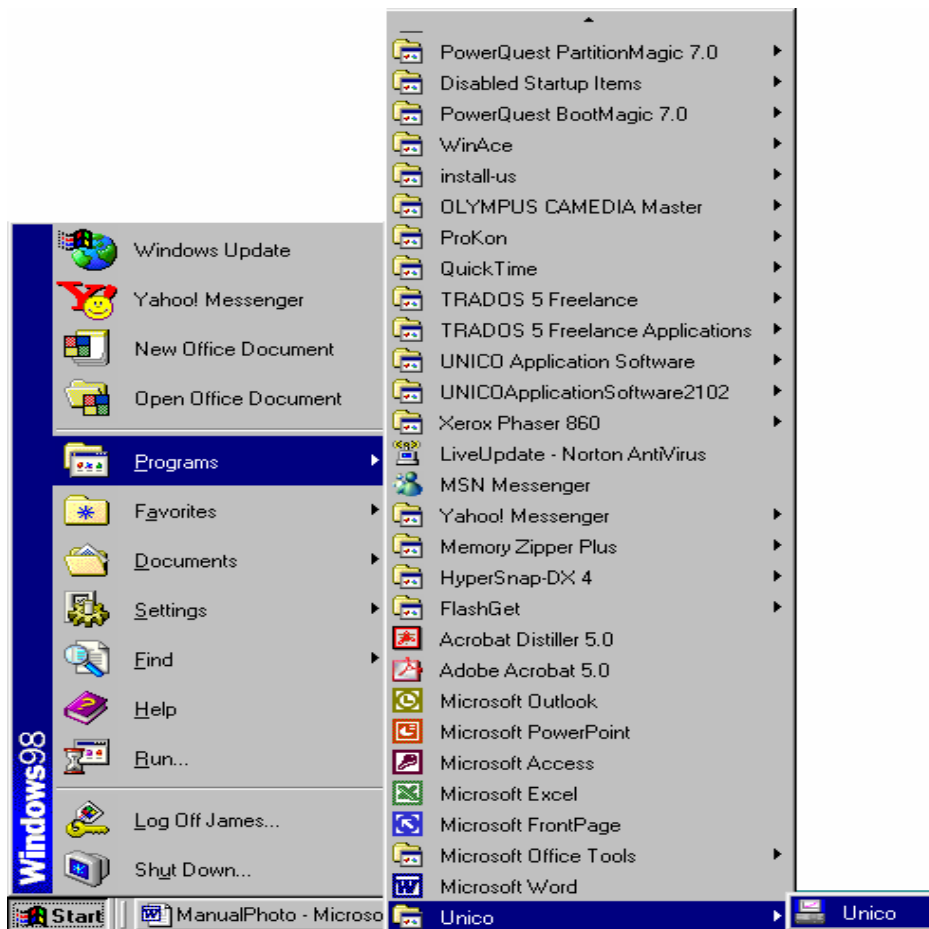 Windows Update
Yahoo! Messenger
New Office Document
Open Office Document
Programs
Favorites
Documents
Settings
Find
Help
Run...
Log Off James...
Shut Down...
Windows98
Start
ManualPhoto - Microso
PowerQuest PartitionMagic 7.0
Disabled Startup Items
PowerQuest BootMagic 7.0
WinAce
install-us
OLYMPUS CAMEDIA Master
ProKon
QuickTime
TRADOS 5 Freelance
TRADOS 5 Freelance Applications
UNICO Application Software
UNICOApplicationSoftware2102
Xerox Phaser 860
LiveUpdate - Norton AntiVirus
MSN Messenger
Yahoo! Messenger
Memory Zipper Plus
HyperSnap-DX 4
FlashGet
Acrobat Distiller 5.0
Adobe Acrobat 5.0
Microsoft Outlook
Microsoft PowerPoint
Microsoft Access
Microsoft Excel
Microsoft FrontPage
Microsoft Office Tools
Microsoft Word
Unico
Unico